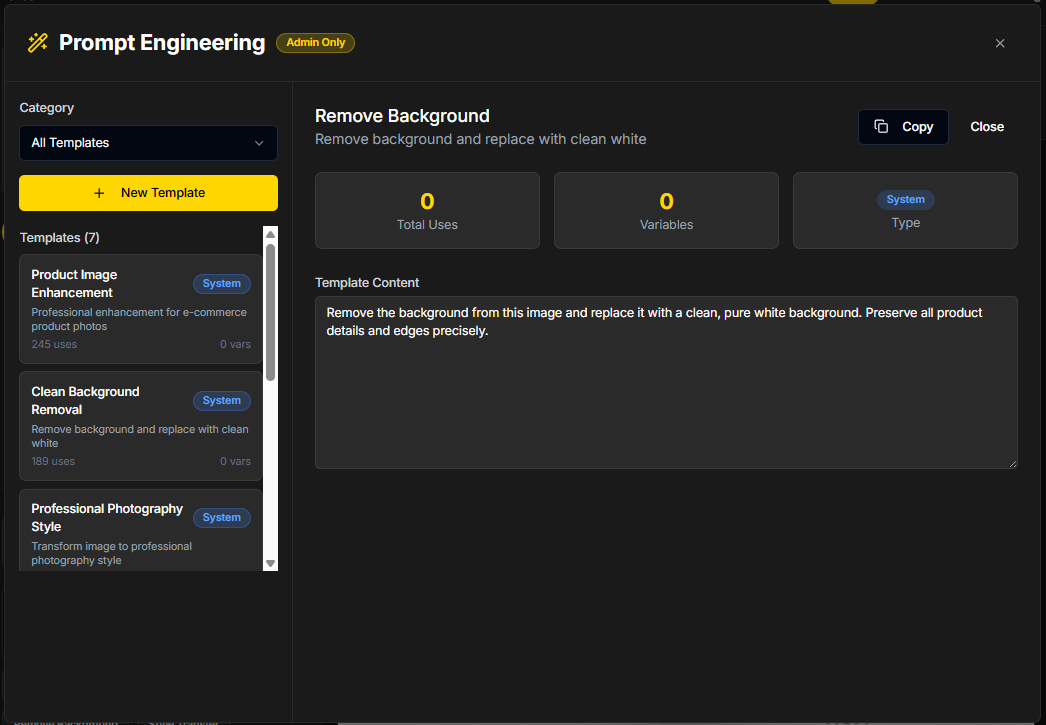 Prompt Engineering
Admin Only
Category
All Templates
New Template
Templates (7)
Product Image
Enhancement
System
Professional enhancement for e-commerce
product photos
245 uses
0 vars
Clean Background
Removal
System
Remove background and replace with clean
white
189 uses
0 vars
Professional Photography
Style
System
Transform image to professional
photography style
Remove Background
Remove background and replace with clean white
Copy
Close
0
Total Uses
0
Variables
System
Type
Template Content
Remove the background from this image and replace it with a clean, pure white background. Preserve all product
details and edges precisely.